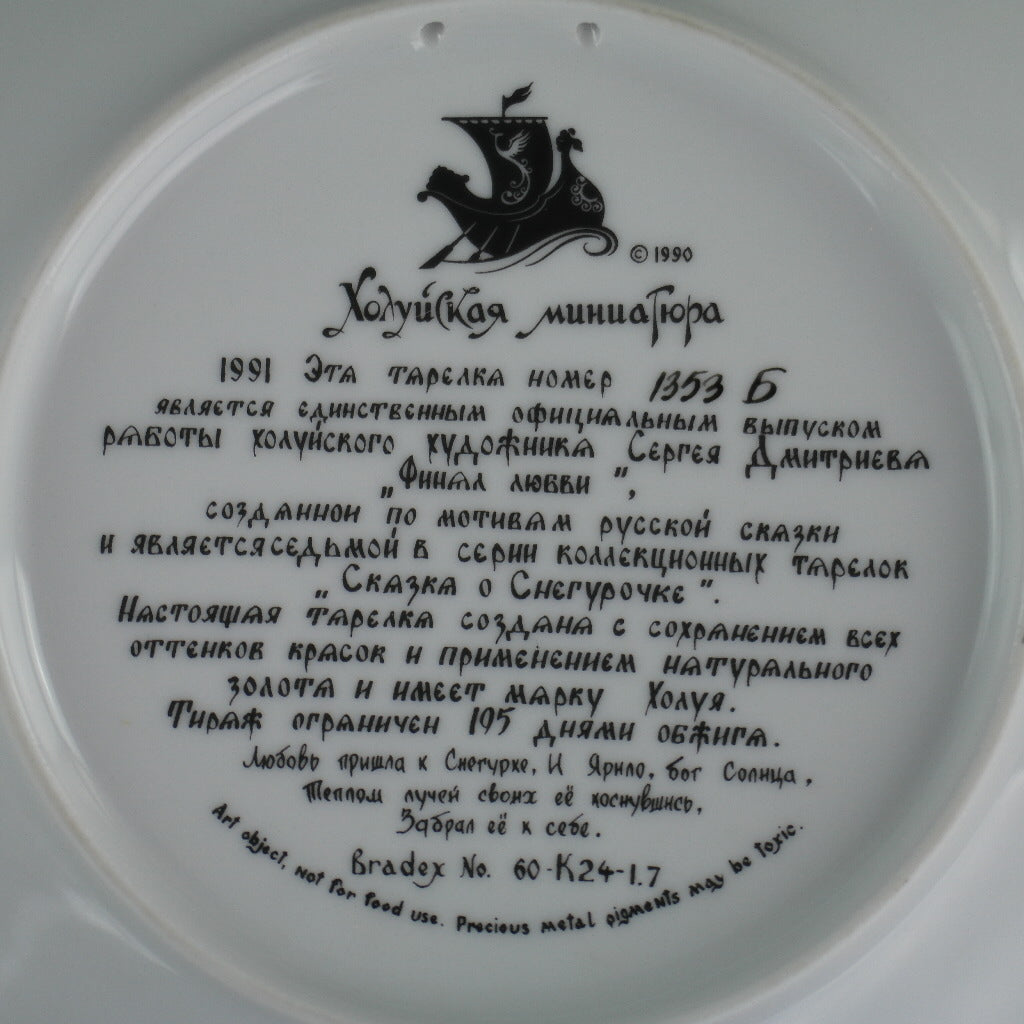 © 1990
Холуйская миниатюра
1991 Эта тарелка номер 1353 Б
является единственным официальным выпуском
работы холуйского художника Сергея Дмитриева
„Финал любви”,
созданной по мотивам русской сказки
и является седьмой в серии коллекционных тарелок
„Сказка о Снегурочке”.
Настоящая тарелка создана с сохранением всех
оттенков красок и применением натурального
золота и имеет марку Холуя.
Тираж ограничен 195 днями обжига.
Любовь пришла к Снегурке, И Ярило, бог Солнца,
Теплом лучей своих её коснувшись,
Забрал её к себе.
Bradex No. 60-K24-1.7
Art object, not for food use. Precious metal pigments may be toxic.